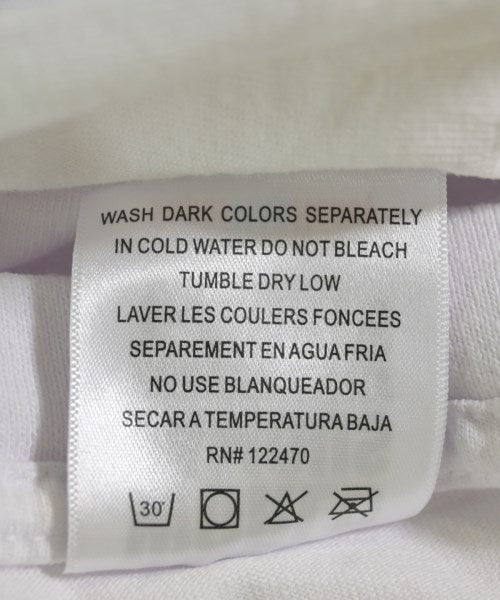 WASH DARK COLORS SEPARATELY
IN COLD WATER DO NOT BLEACH
TUMBLE DRY LOW
LAVER LES COULERS FONCEES
SEPAREMENT EN AGUA FRIA
NO USE BLANQUEADOR
SECAR A TEMPERATURA BAJA
RN# 122470
30°